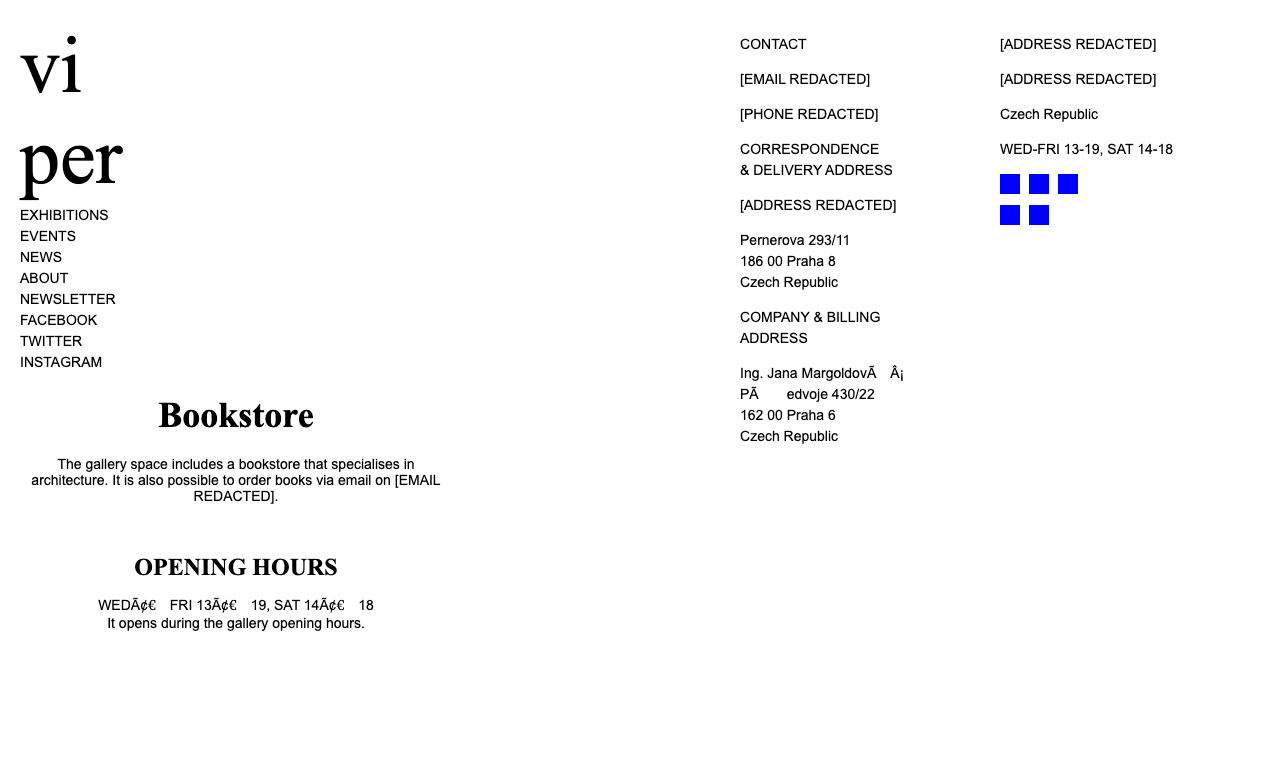 vi
per
EXHIBITIONS
EVENTS
NEWS
ABOUT
NEWSLETTER
FACEBOOK
TWITTER
INSTAGRAM
Bookstore
The gallery space includes a bookstore that specialises in
architecture. It is also possible to order books via email on [EMAIL
REDACTED].
OPENING HOURS
WEDÃ¢€ FRI 13Ã¢€ 19, SAT 14Ã¢€ 18
It opens during the gallery opening hours.
CONTACT
[EMAIL REDACTED]
[PHONE REDACTED]
CORRESPONDENCE
& DELIVERY ADDRESS
[ADDRESS REDACTED]
Pernerova 293/11
186 00 Praha 8
Czech Republic
COMPANY & BILLING
ADDRESS
Ing. Jana MargoldovÃ Â¡
PÃ edvoje 430/22
162 00 Praha 6
Czech Republic
[ADDRESS REDACTED]
[ADDRESS REDACTED]
Czech Republic
WED-FRI 13-19, SAT 14-18